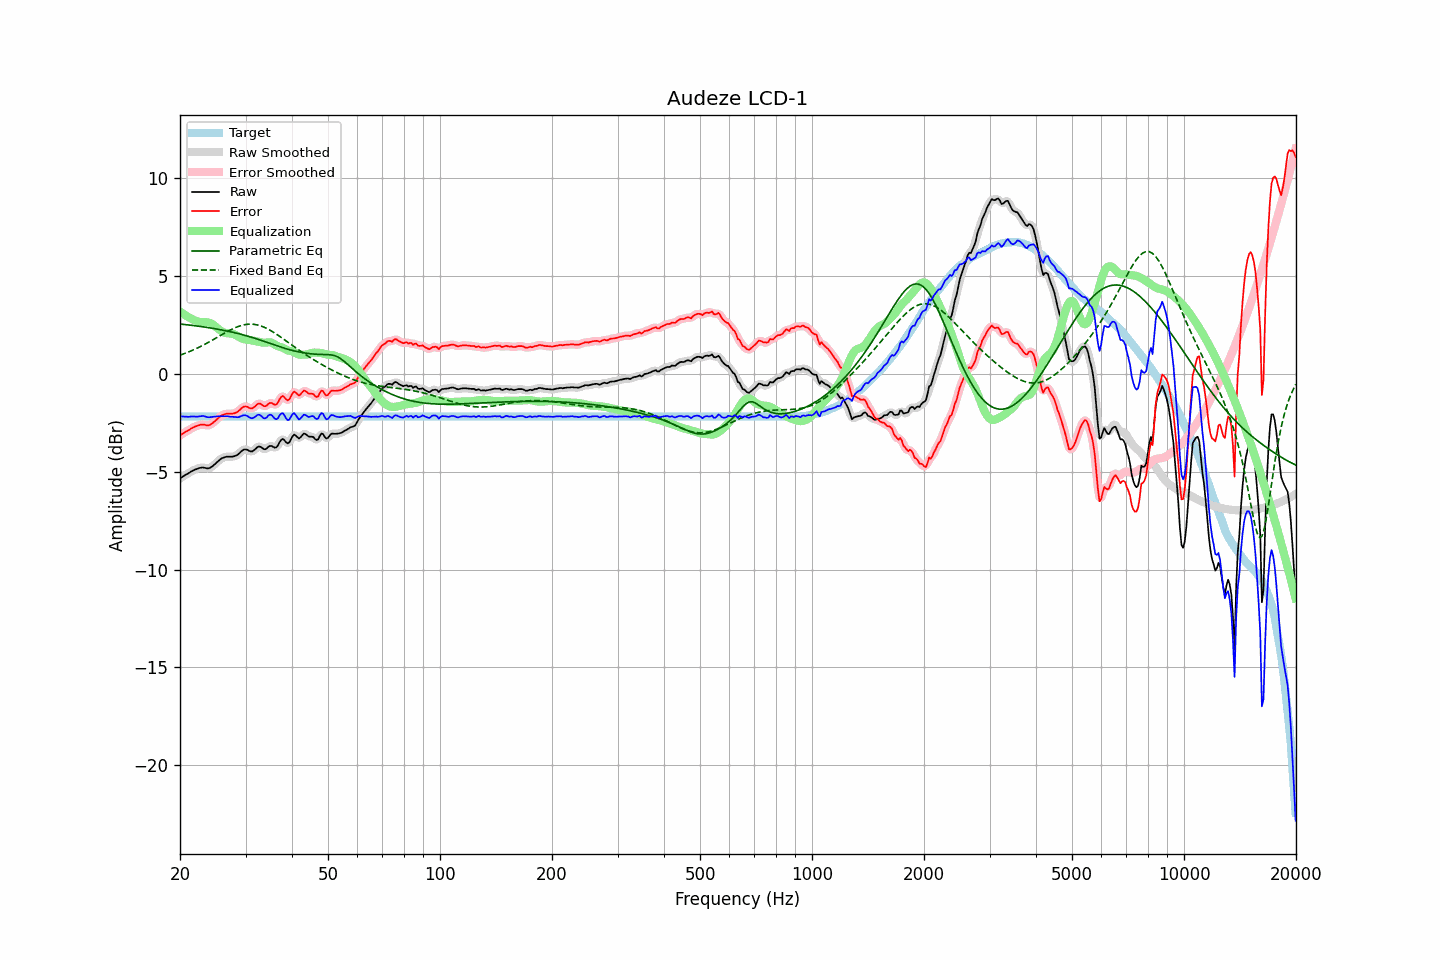 Audeze LCD-1
Target
Raw Smoothed
Error Smoothed
Raw
Error
Equalization
Parametric Eq
Fixed Band Eq
Equalized
10
5
0
−5
−10
−15
−20
Amplitude (dBr)
20 50 100 200 500 1000 2000 5000 10000 20000
Frequency (Hz)